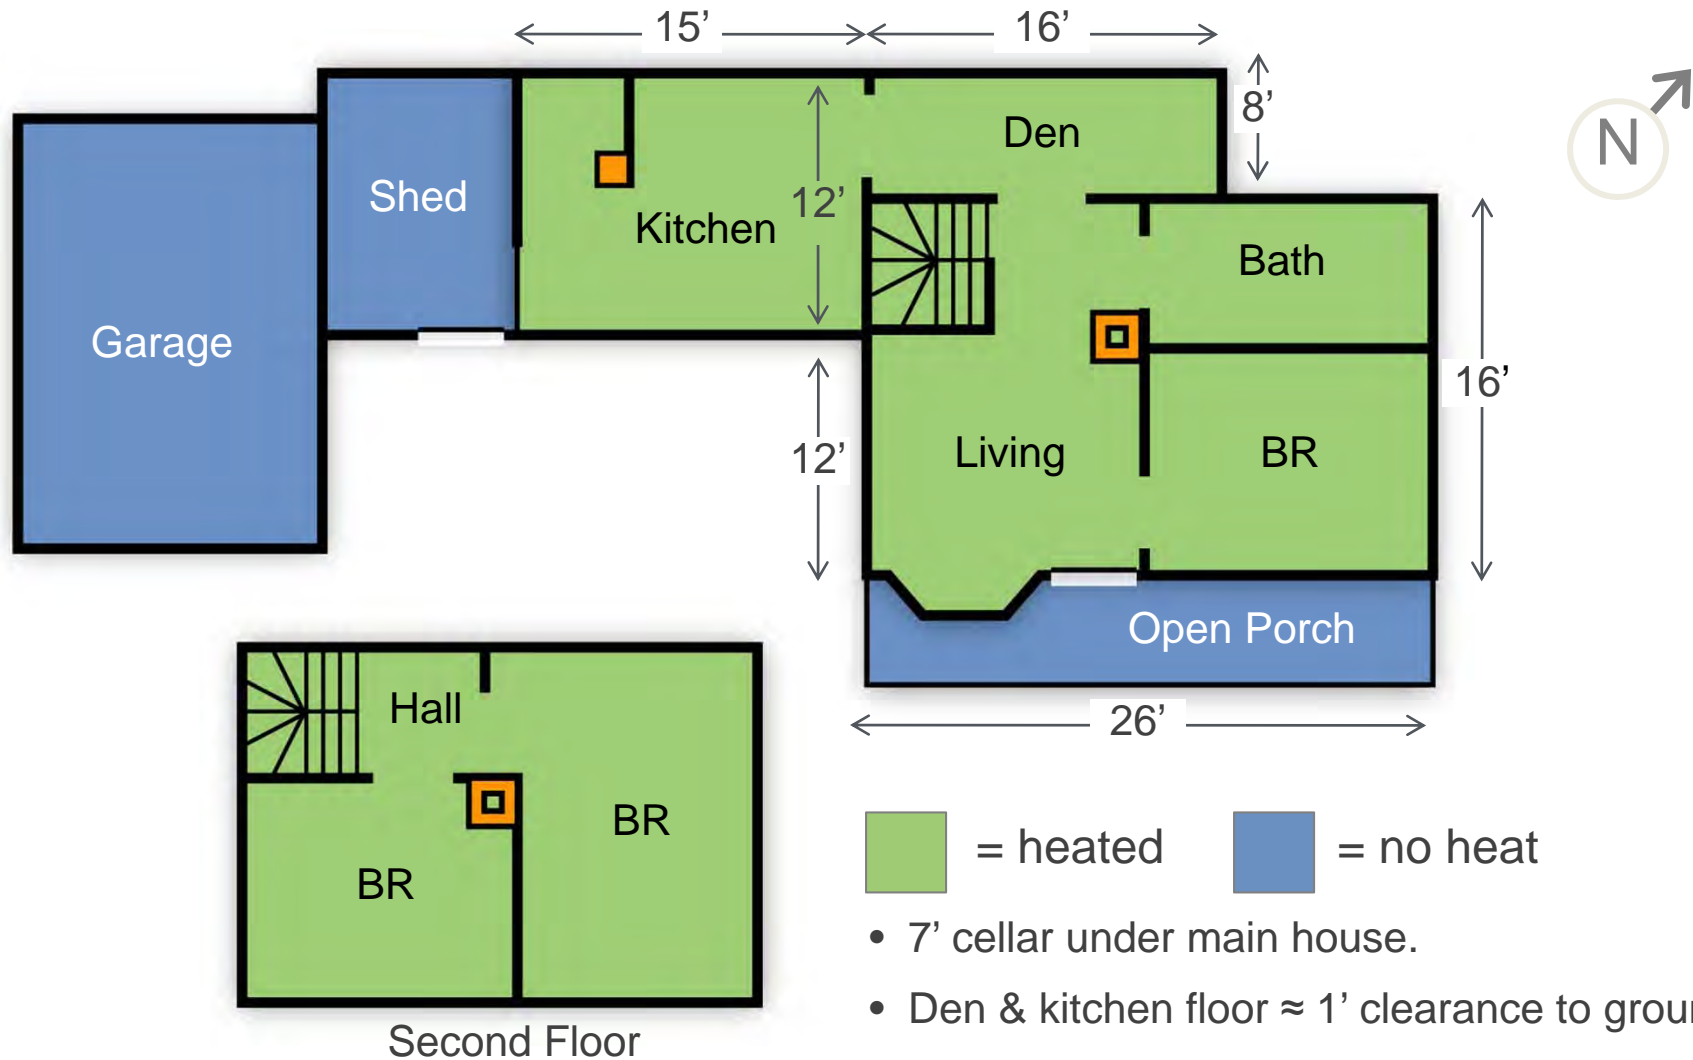 15’
16’
8’
N
Den
Shed
12’
Kitchen
Bath
Garage
16’
12’
Living
BR
Open Porch
26’
Hall
BR
BR
Second Floor
= heated
= no heat
• 7’ cellar under main house.
• Den & kitchen floor ≈ 1’ clearance to